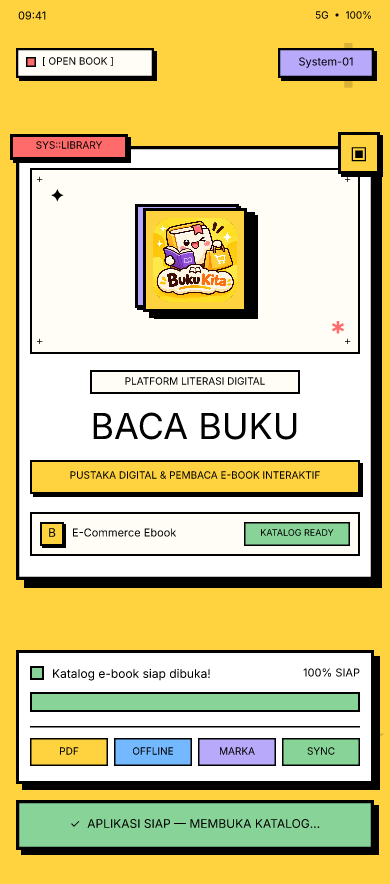 09:41
5G • 100%
[ OPEN BOOK ]
System-01
SYS::LIBRARY
Buku Kita
PLATFORM LITERASI DIGITAL
BACA BUKU
PUSTAKA DIGITAL & PEMBACA E-BOOK INTERAKTIF
B E-Commerce Ebook
KATALOG READY
Katalog e-book siap dibuka!
100% SIAP
PDF
OFFLINE
MARKA
SYNC
✓ APLIKASI SIAP — MEMBUKA KATALOG...